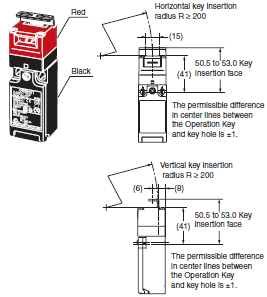 Red
Black
Horizontal key insertion
radius R ≥ 200
(15)
(41)
50.5 to 53.0 Key
insertion face
The permissible difference
in center lines between
the Operation Key
and key hole is ±1.
Vertical key insertion
radius R ≥ 200
(6)
(8)
(41)
50.5 to 53.0 Key
insertion face
The permissible difference
in center lines between
the Operation Key
and key hole is ±1.